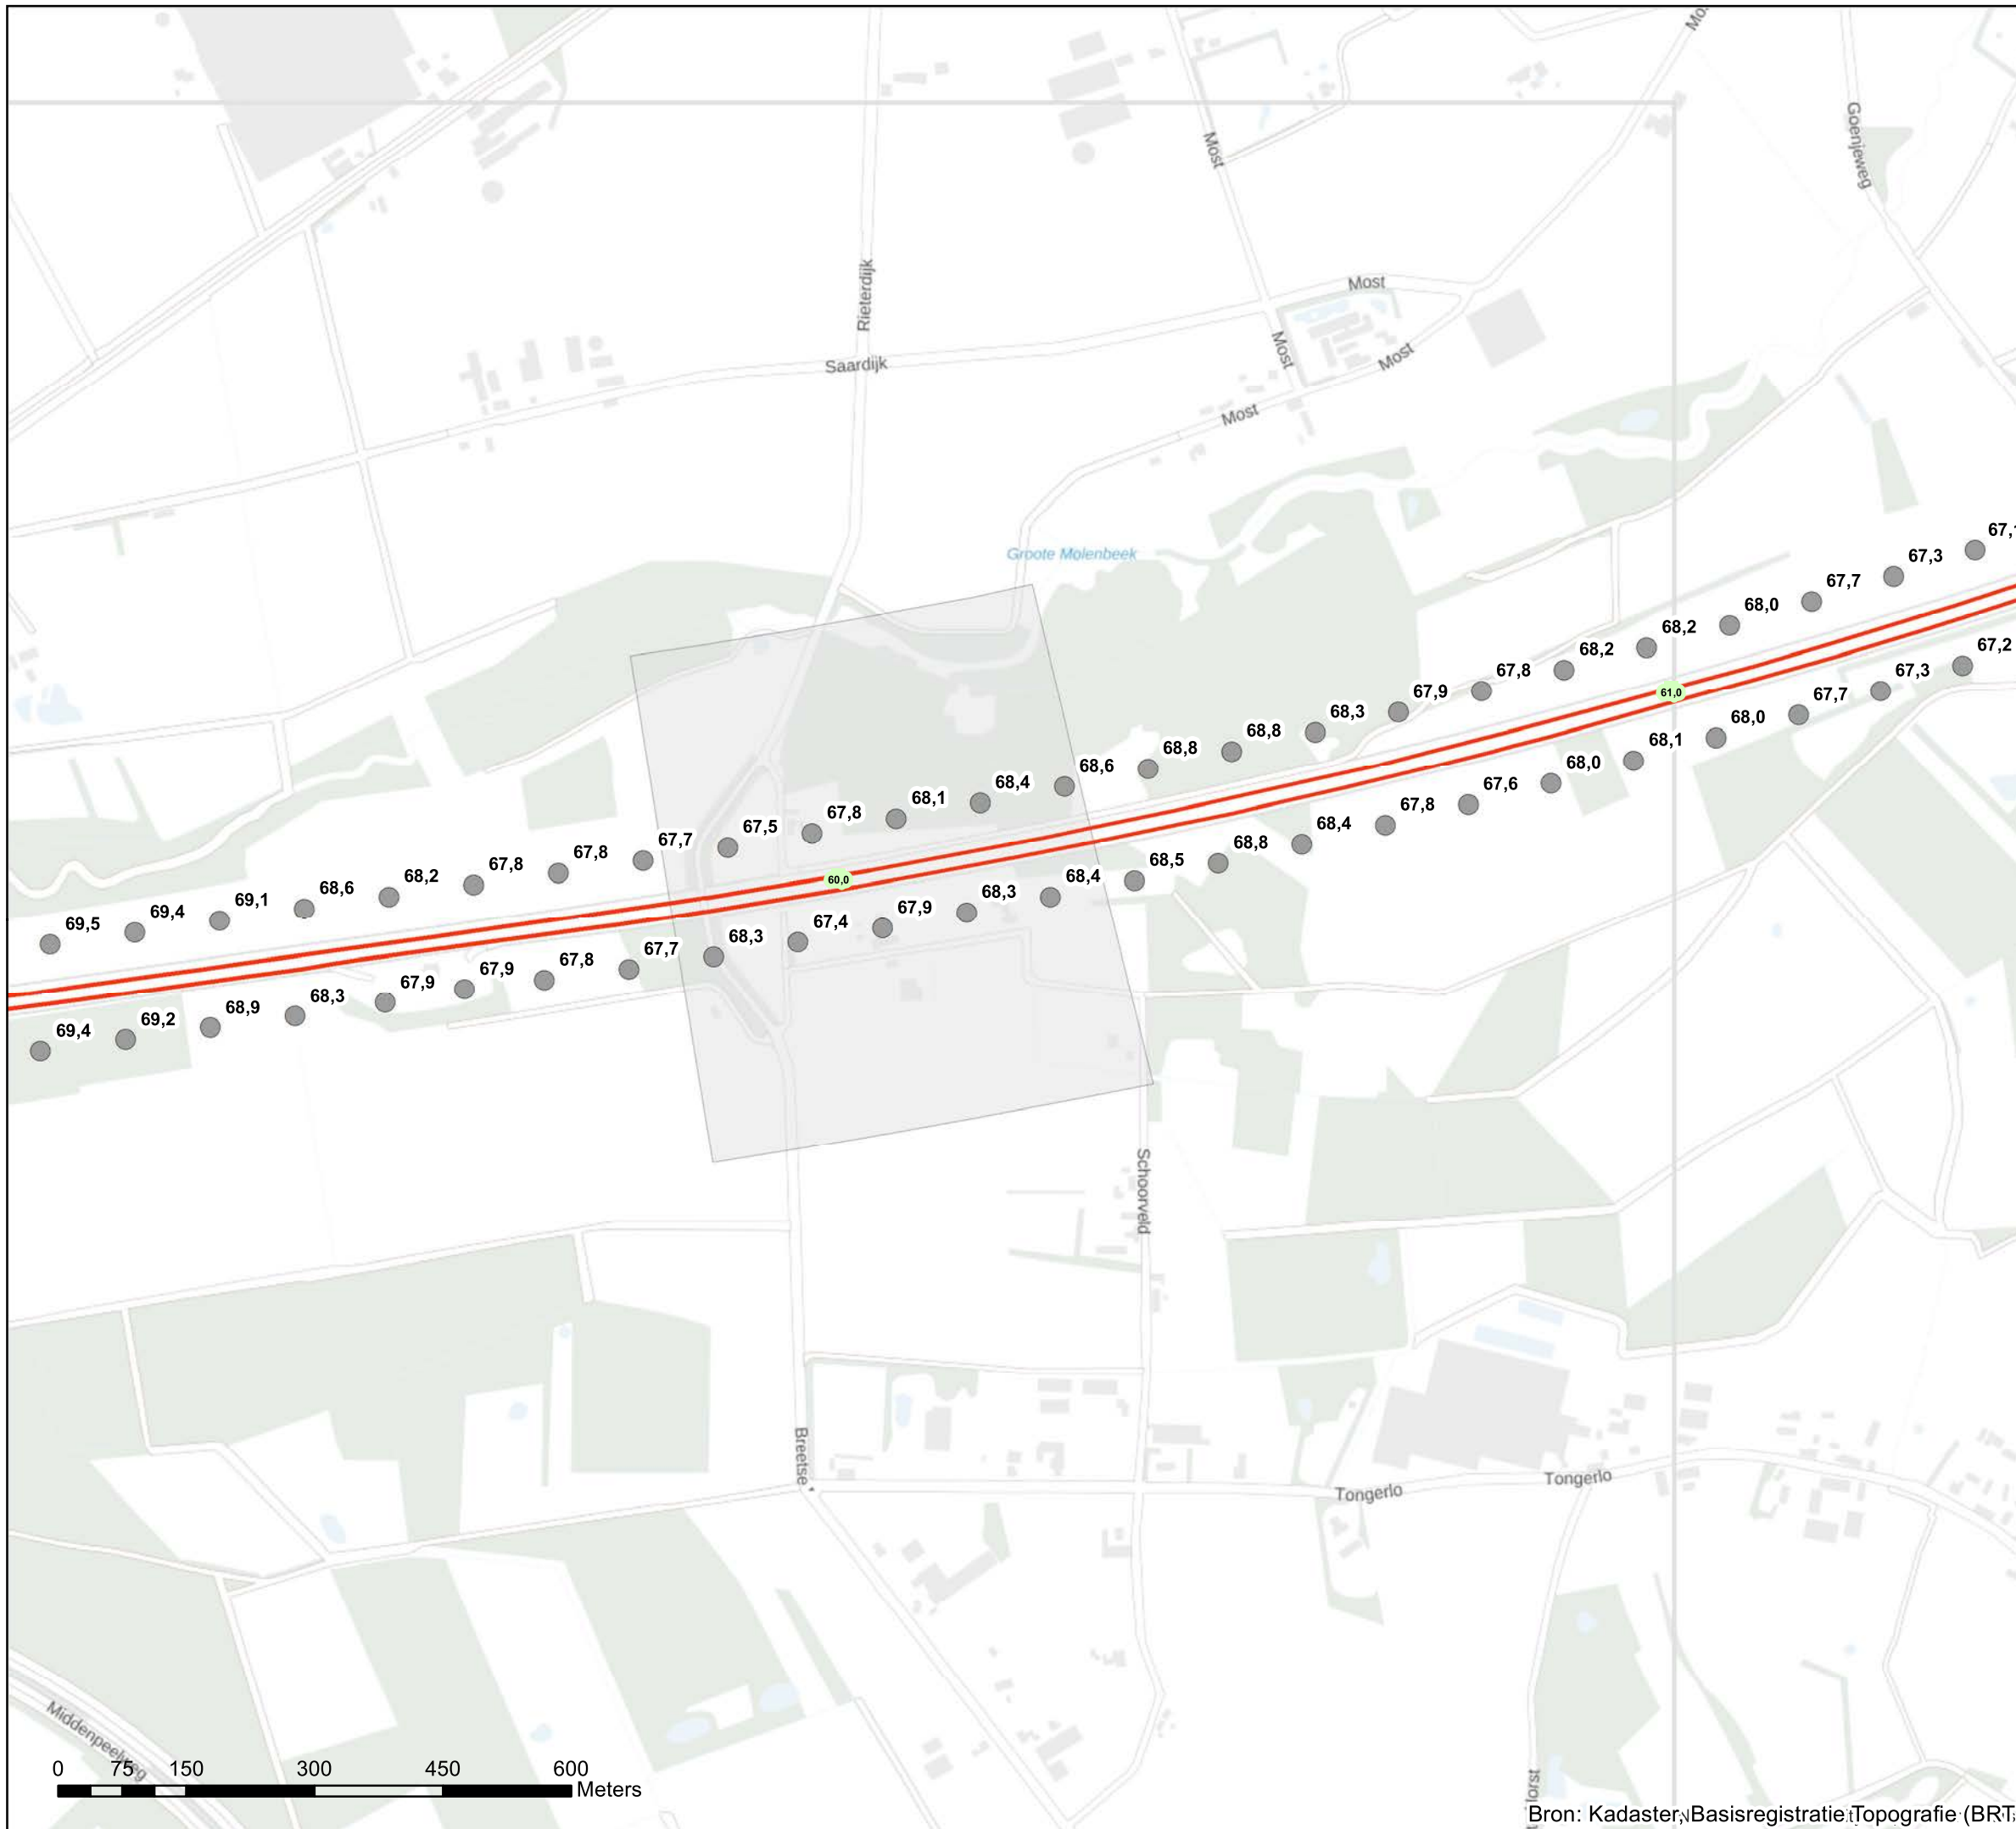 Goenjeweg
Most
Rieterdijk
Most
Saardijk
Most
Most
Most
Groote Molenbeek
67,3
67,7
68,0
68,2
68,2
67,8
67,9
68,3
68,8
68,8
68,6
68,4
68,1
67,8
67,5
67,7
67,8
67,8
68,2
68,6
69,1
69,4
69,5
61,0
60,0
67,2
67,3
67,7
68,0
68,1
68,0
67,6
67,8
68,4
68,8
68,5
68,4
68,3
67,9
67,4
68,3
67,7
67,8
67,9
67,9
68,3
68,9
69,2
69,4
Schoorveld
Breetse
Tongerlo
Tongerlo
Middenpeelweg
0 75 150 300 450 600
Meters
Bron: Kadaster, Basisregistratie Topografie (BRT